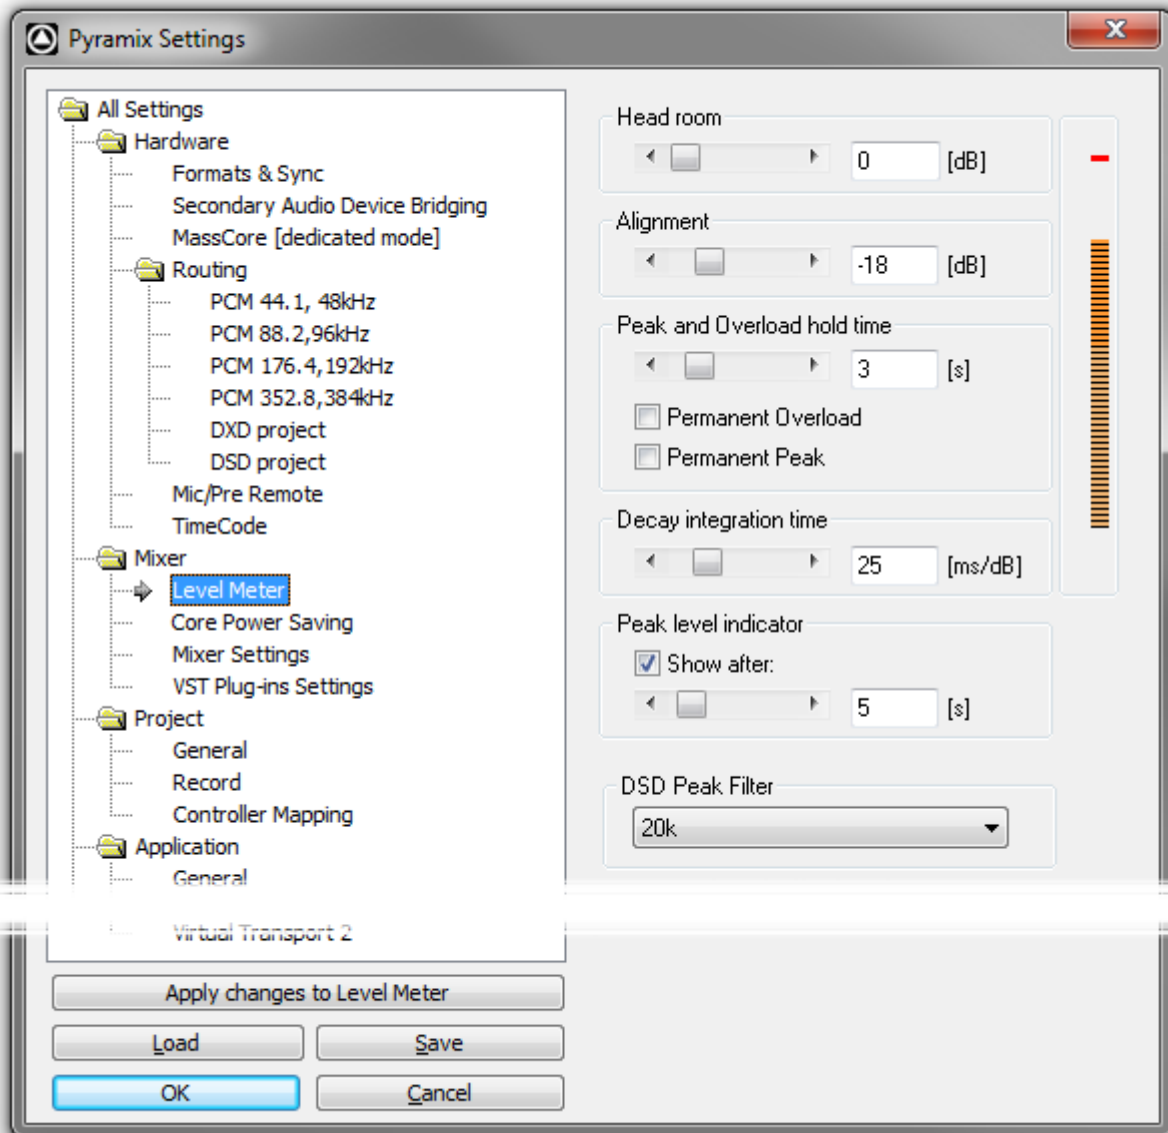 Pyramix Settings
All Settings
Hardware
Formats & Sync
Secondary Audio Device Bridging
MassCore [dedicated mode]
Routing
PCM 44.1, 48kHz
PCM 88.2,96kHz
PCM 176.4,192kHz
PCM 352.8,384kHz
DXD project
DSD project
Mic/Pre Remote
TimeCode
Mixer
Level Meter
Core Power Saving
Mixer Settings
VST Plug-ins Settings
Project
General
Record
Controller Mapping
Application
General
Virtual Transport 2
Apply changes to Level Meter
Load Save
OK Cancel
Head room
0 [dB]
Alignment
-18 [dB]
Peak and Overload hold time
3 [s]
Permanent Overload
Permanent Peak
Decay integration time
25 [ms/dB]
Peak level indicator
Show after:
5 [s]
DSD Peak Filter
20k